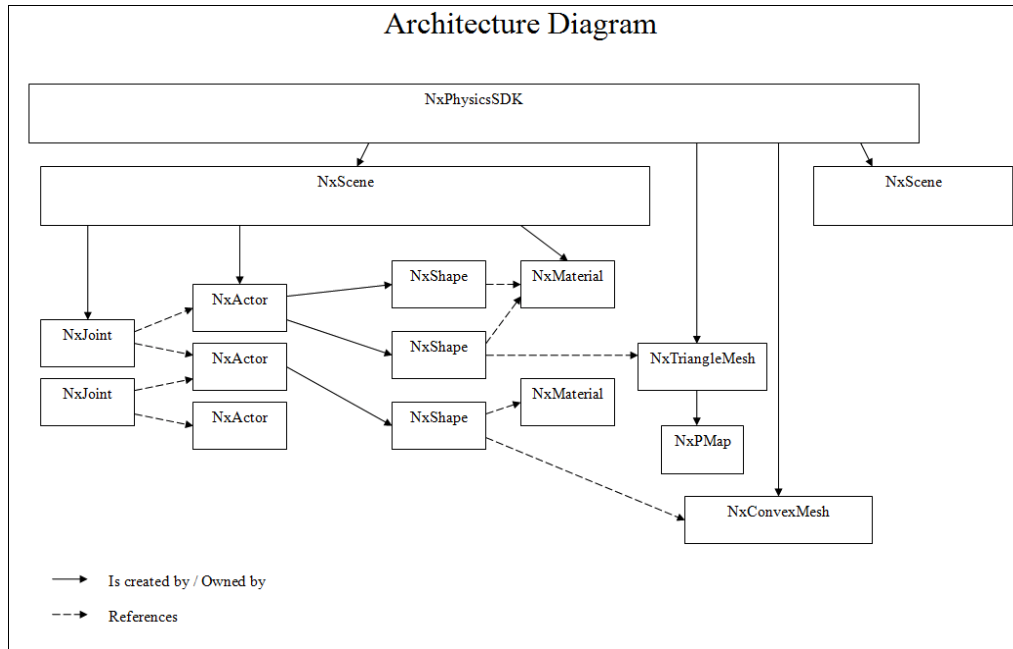 Architecture Diagram
NxPhysicsSDK
NxScene
NxScene
NxShape
NxMaterial
NxActor
NxJoint
NxShape
NxActor
NxTriangleMesh
NxJoint
NxMaterial
NxActor
NxShape
NxPMap
NxConvexMesh
Is created by / Owned by
References